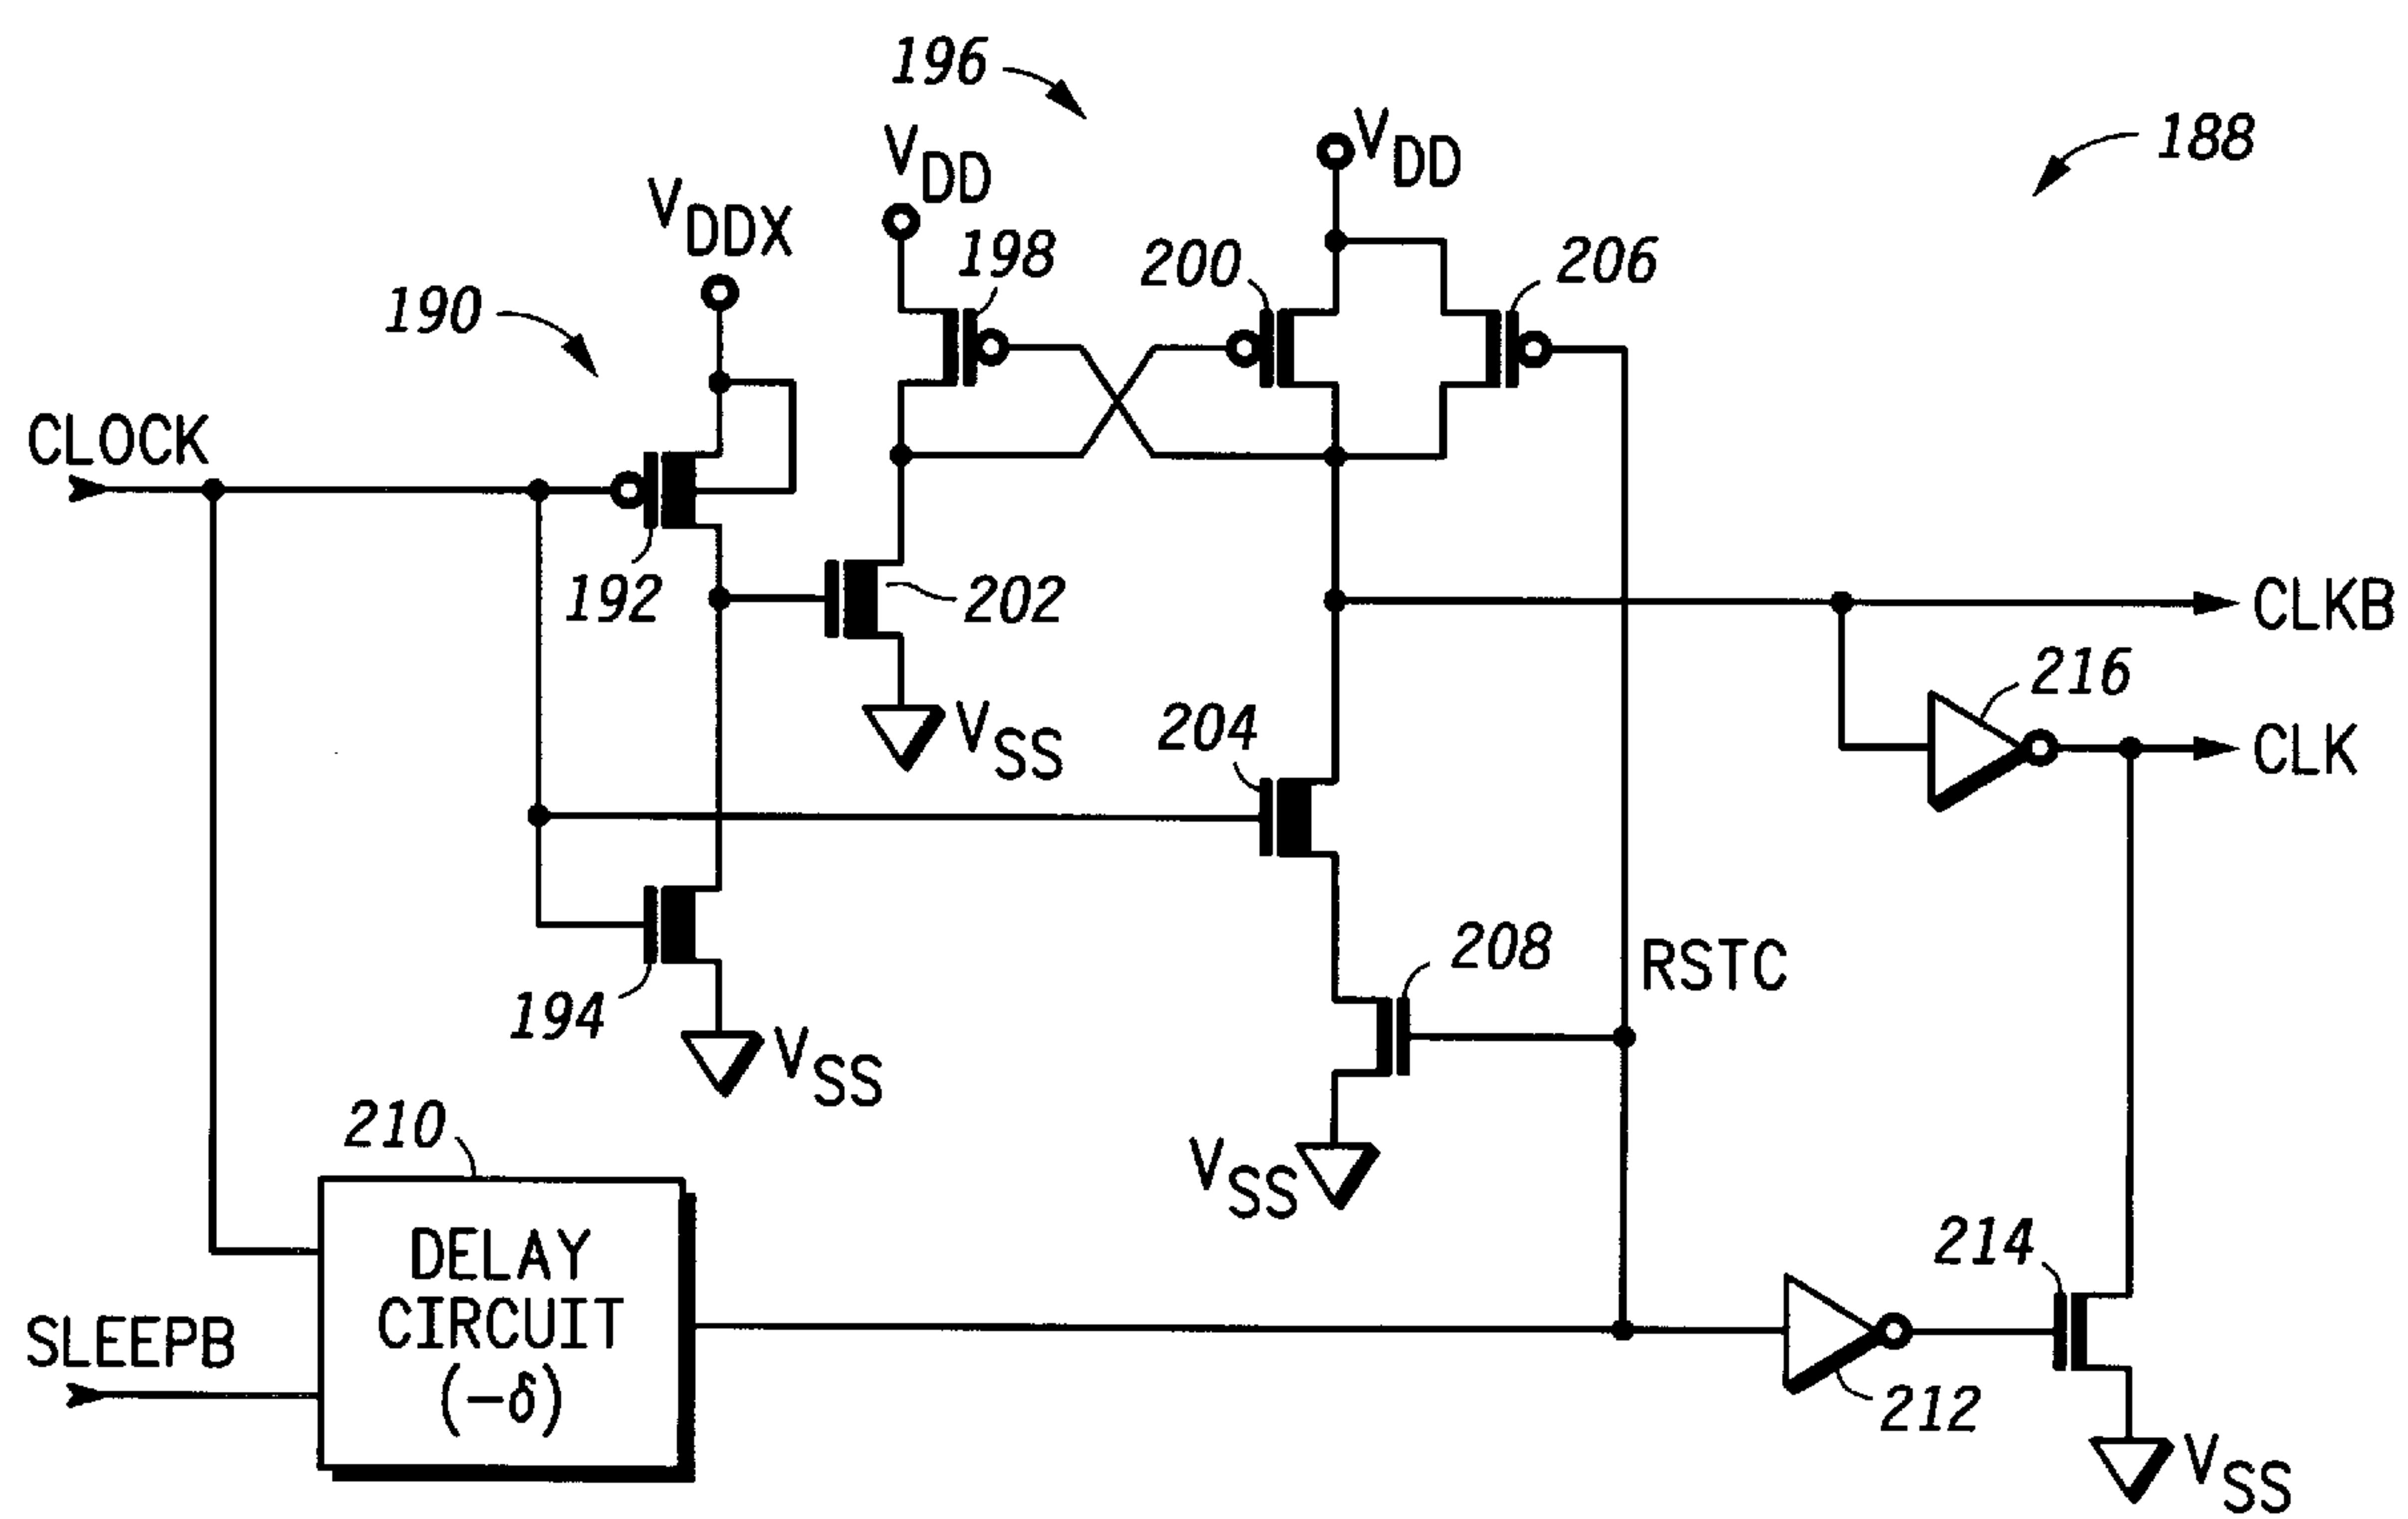 196
188
VDD
VDD
VDDX
198
200
206
190
CLOCK
192
202
CLKB
216
204
VSS
CLK
208
RSTC
194
VSS
210
VSS
DELAY
CIRCUIT
(-δ)
214
SLEEPB
212
VSS